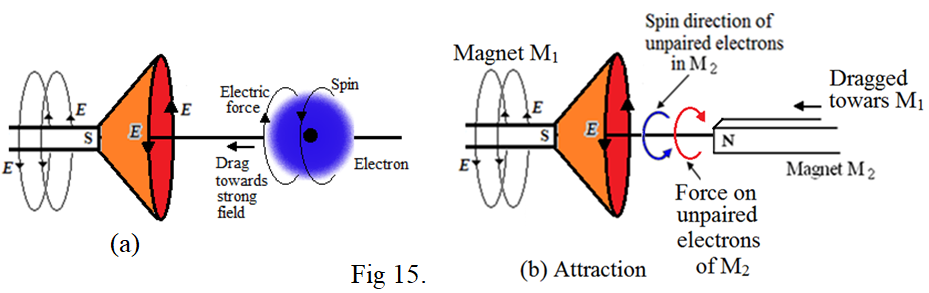 E
E
S
E
E
Electric
force
Spin
Drag
towards
strong
field
Electron
(a)
Fig 15.
Magnet M1
E
E
S
E
Spin direction of
unpaired electrons
in M2
Dragged
towars M1
N
Magnet M2
Force on
unpaired
electrons
of M2
(b) Attraction